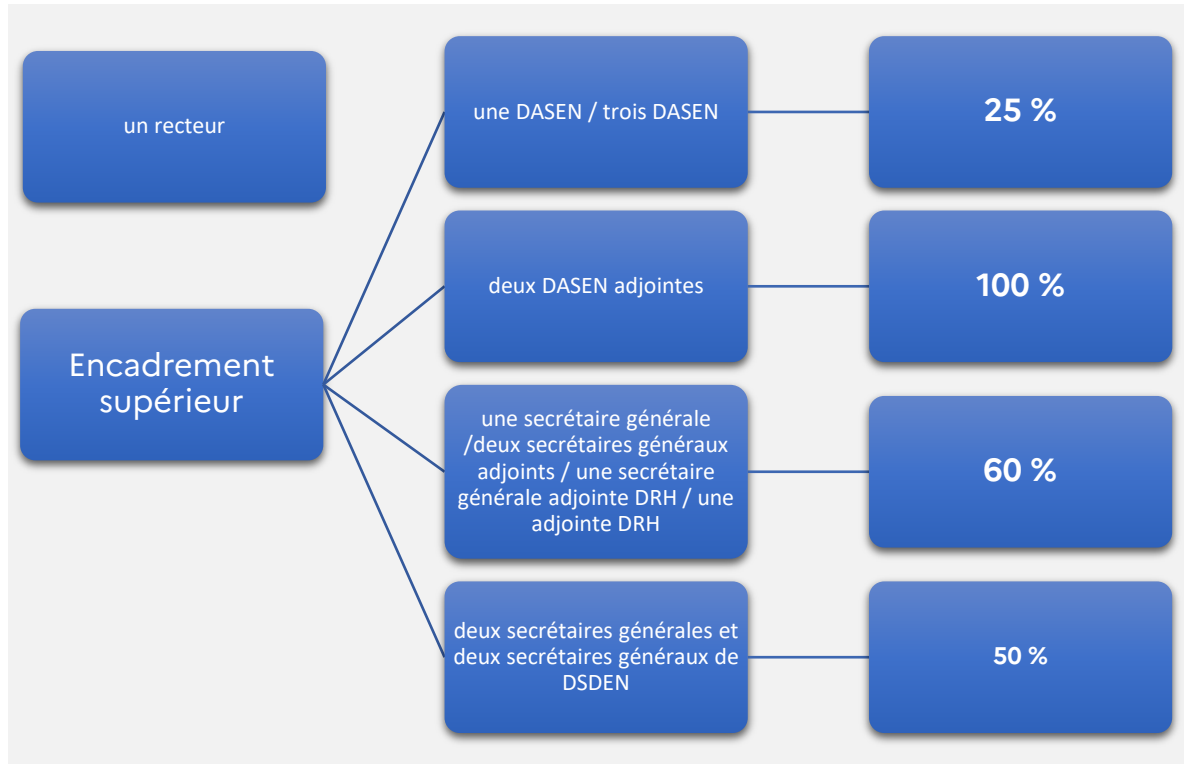 un recteur
Encadrement
supérieur
une DASEN / trois DASEN
25 %
deux DASEN adjointes
100 %
une secrétaire générale
/deux secrétaires généraux
adjoints / une secrétaire
générale adjointe DRH / une
adjointe DRH
60 %
deux secrétaires générales et
deux secrétaires généraux de
DSDEN
50 %